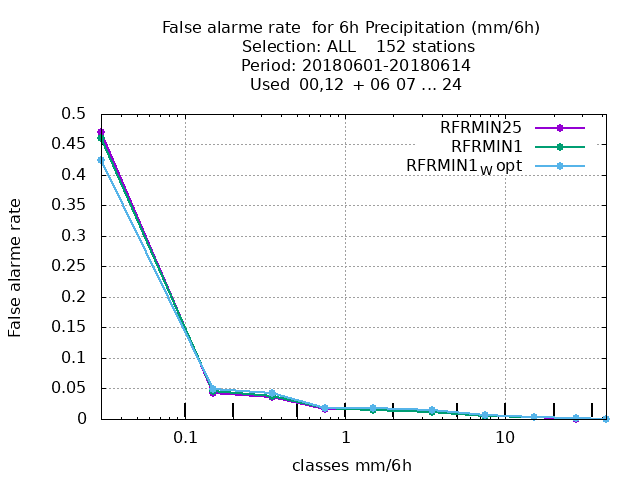 False alarme rate  for 6h Precipitation (mm/6h)
Selection: ALL    152 stations
Period: 20180601-20180614
Used  00,12  + 06 07 ... 24
RFRMIN25
RFRMIN1
RFRMIN1W opt
0.5
0.45
0.4
0.35
0.3
0.25
0.2
0.15
0.1
0.05
0
False alarme rate
0.1 1 10
classes mm/6h